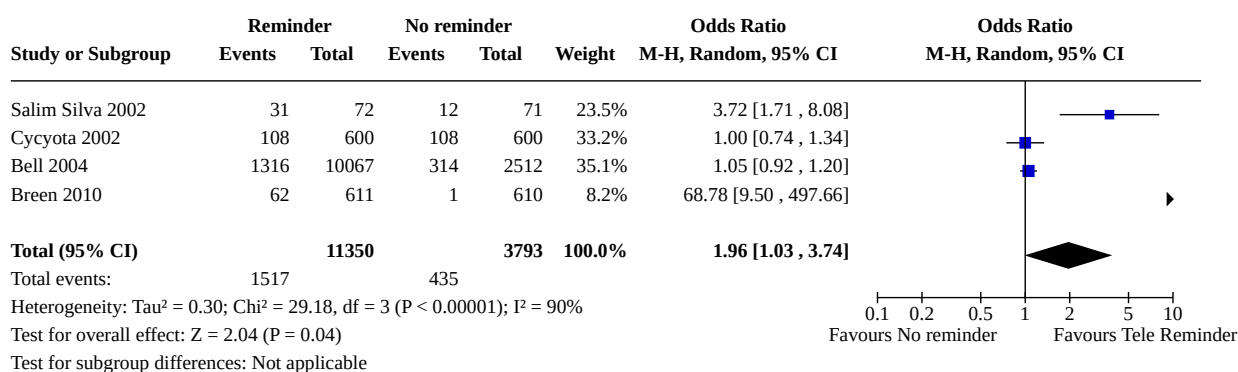 Reminder No reminder Odds Ratio Odds Ratio
Study or Subgroup Events Total Events Total Weight M-H, Random, 95% CI M-H, Random, 95% CI
Salim Silva 2002 31 72 12 71 23.5% 3.72 [1.71 , 8.08]
Cycyota 2002 108 600 108 600 33.2% 1.00 [0.74 , 1.34]
Bell 2004 1316 10067 314 2512 35.1% 1.05 [0.92 , 1.20]
Breen 2010 62 611 1 610 8.2% 68.78 [9.50 , 497.66]
Total (95% CI) 11350 3793 100.0% 1.96 [1.03 , 3.74]
Total events: 1517 435
Heterogeneity: Tau² = 0.30; Chi² = 29.18, df = 3 (P < 0.00001); I² = 90%
Test for overall effect: Z = 2.04 (P = 0.04)
Test for subgroup differences: Not applicable
0.1 0.2 0.5 1 2 5 10
Favours No reminder Favours Tele Reminder